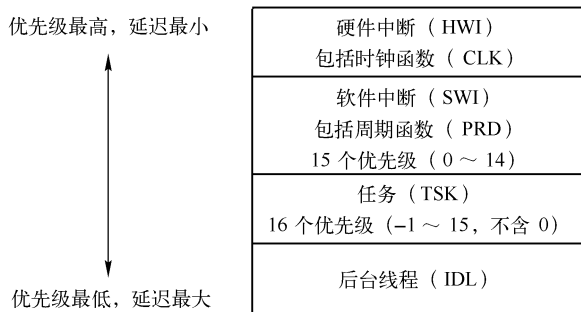 优先级最高，延迟最小
硬件中断（HWI）
包括时钟函数（CLK）
软件中断（SWI）
包括周期函数（PRD）
15 个优先级（0～14）
任务（TSK）
16 个优先级（–1～15，不含 0）
后台线程（IDL）
优先级最低，延迟最大